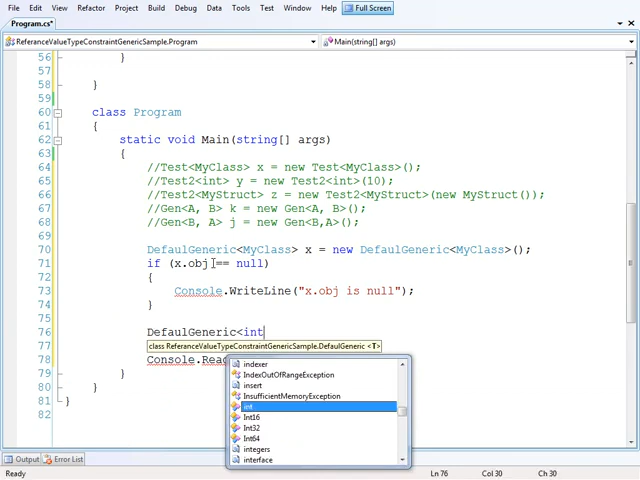 File Edit View Refactor Project Build Debug Data Tools Test Window Help Full Screen
Program.cs*
ReferanceValueTypeConstraintGenericSample.Program Main(string[] args)
56 }
57
58 }
59
60 class Program
61 {
62 static void Main(string[] args)
63 {
64 //Test<MyClass> x = new Test<MyClass>();
65 //Test2<int> y = new Test2<int>(10);
66 //Test2<MyStruct> z = new Test2<MyStruct>(new MyStruct());
67 //Gen<A, B> k = new Gen<A, B>();
68 //Gen<B, A> j = new Gen<B,A>();
69
70 DefaulGeneric<MyClass> x = new DefaulGeneric<MyClass>();
71 if (x.obj == null)
72 {
73 Console.WriteLine("x.obj is null");
74 }
75
76 DefaulGeneric<int
77 class ReferanceValueTypeConstraintGenericSample.DefaulGeneric <T>
78 Console.Read
79 }
80 }
81 }
82
indexer
IndexOutOfRangeException
insert
InsufficientMemoryException
int
Int16
Int32
Int64
integers
interface
Output Error List
Ready Ln 76 Col 30 Ch 30